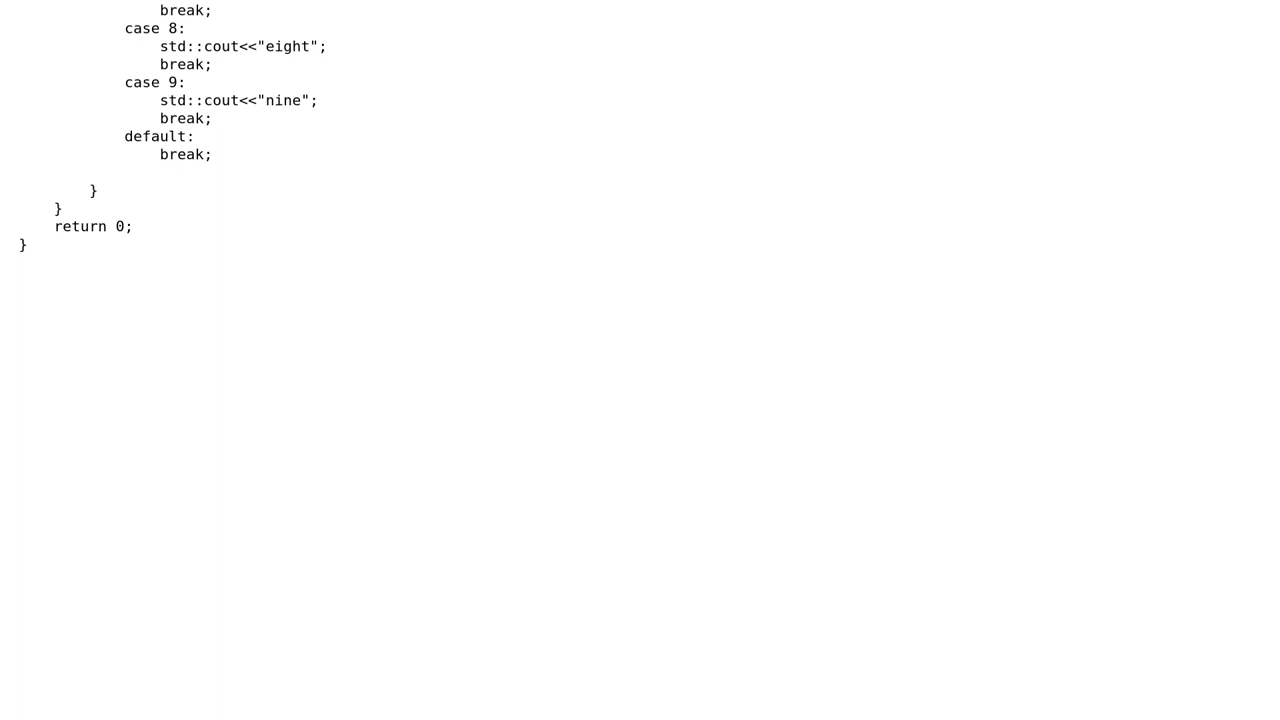 break;
case 8:
std::cout<<"eight";
break;
case 9:
std::cout<<"nine";
break;
default:
break;
}
}
return 0;
}